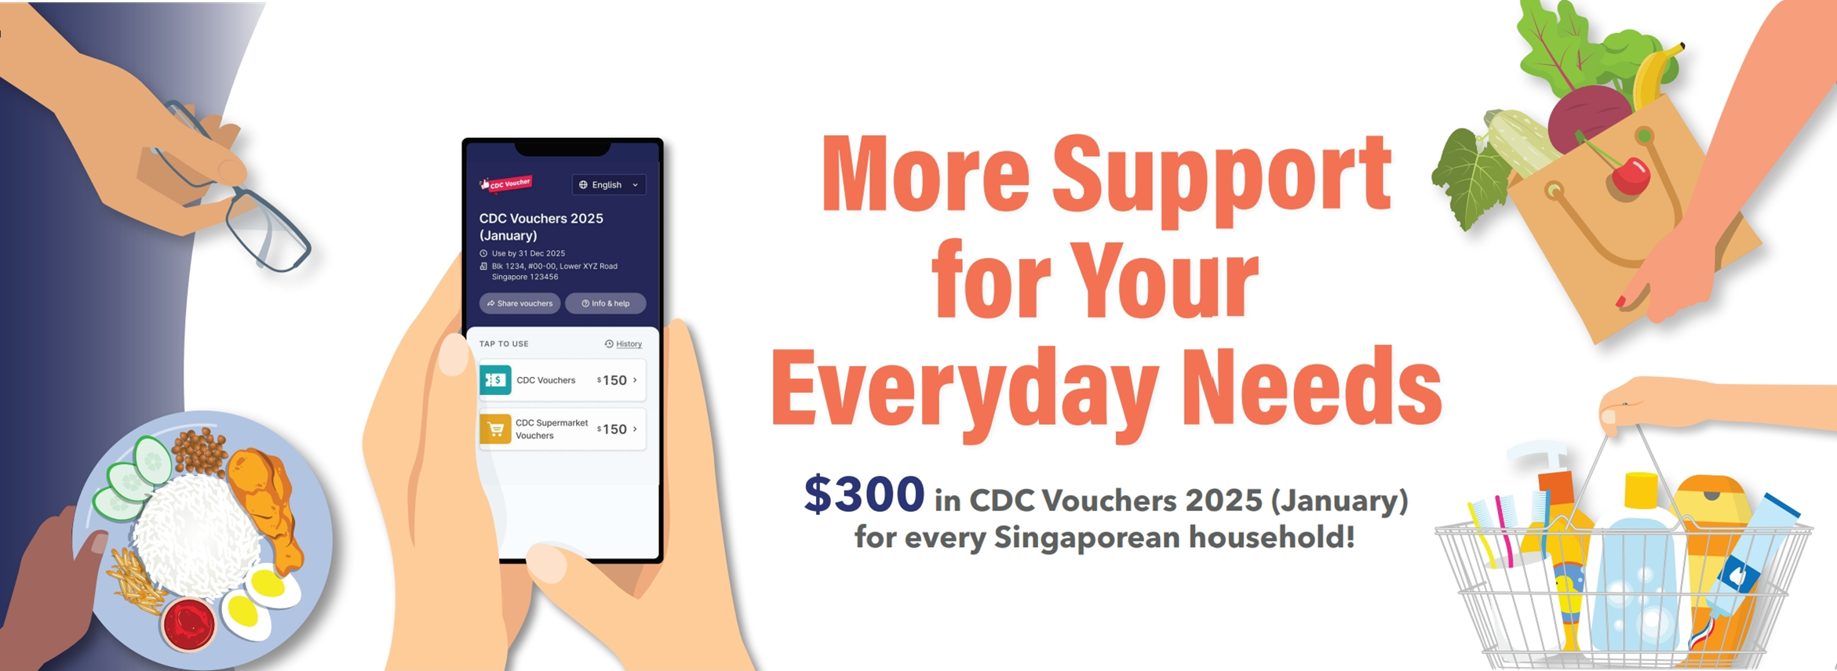 CDC Voucher
English
CDC Vouchers 2025
(January)
Use by 31 Dec 2025
Blk 1234, #00-00, Lower XYZ Road
Singapore 123456
Share vouchers
Info & help
TAP TO USE
History
CDC Vouchers
$150
CDC Supermarket
Vouchers
$150
More Support
for Your
Everyday Needs
$300 in CDC Vouchers 2025 (January)
for every Singaporean household!